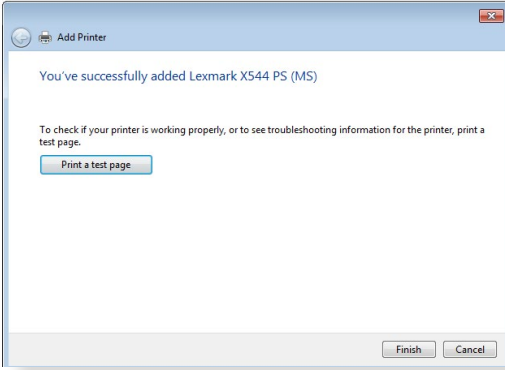 Add Printer
You've successfully added Lexmark X544 PS (MS)
To check if your printer is working properly, or to see troubleshooting information for the printer, print a
test page.
Print a test page
Finish Cancel